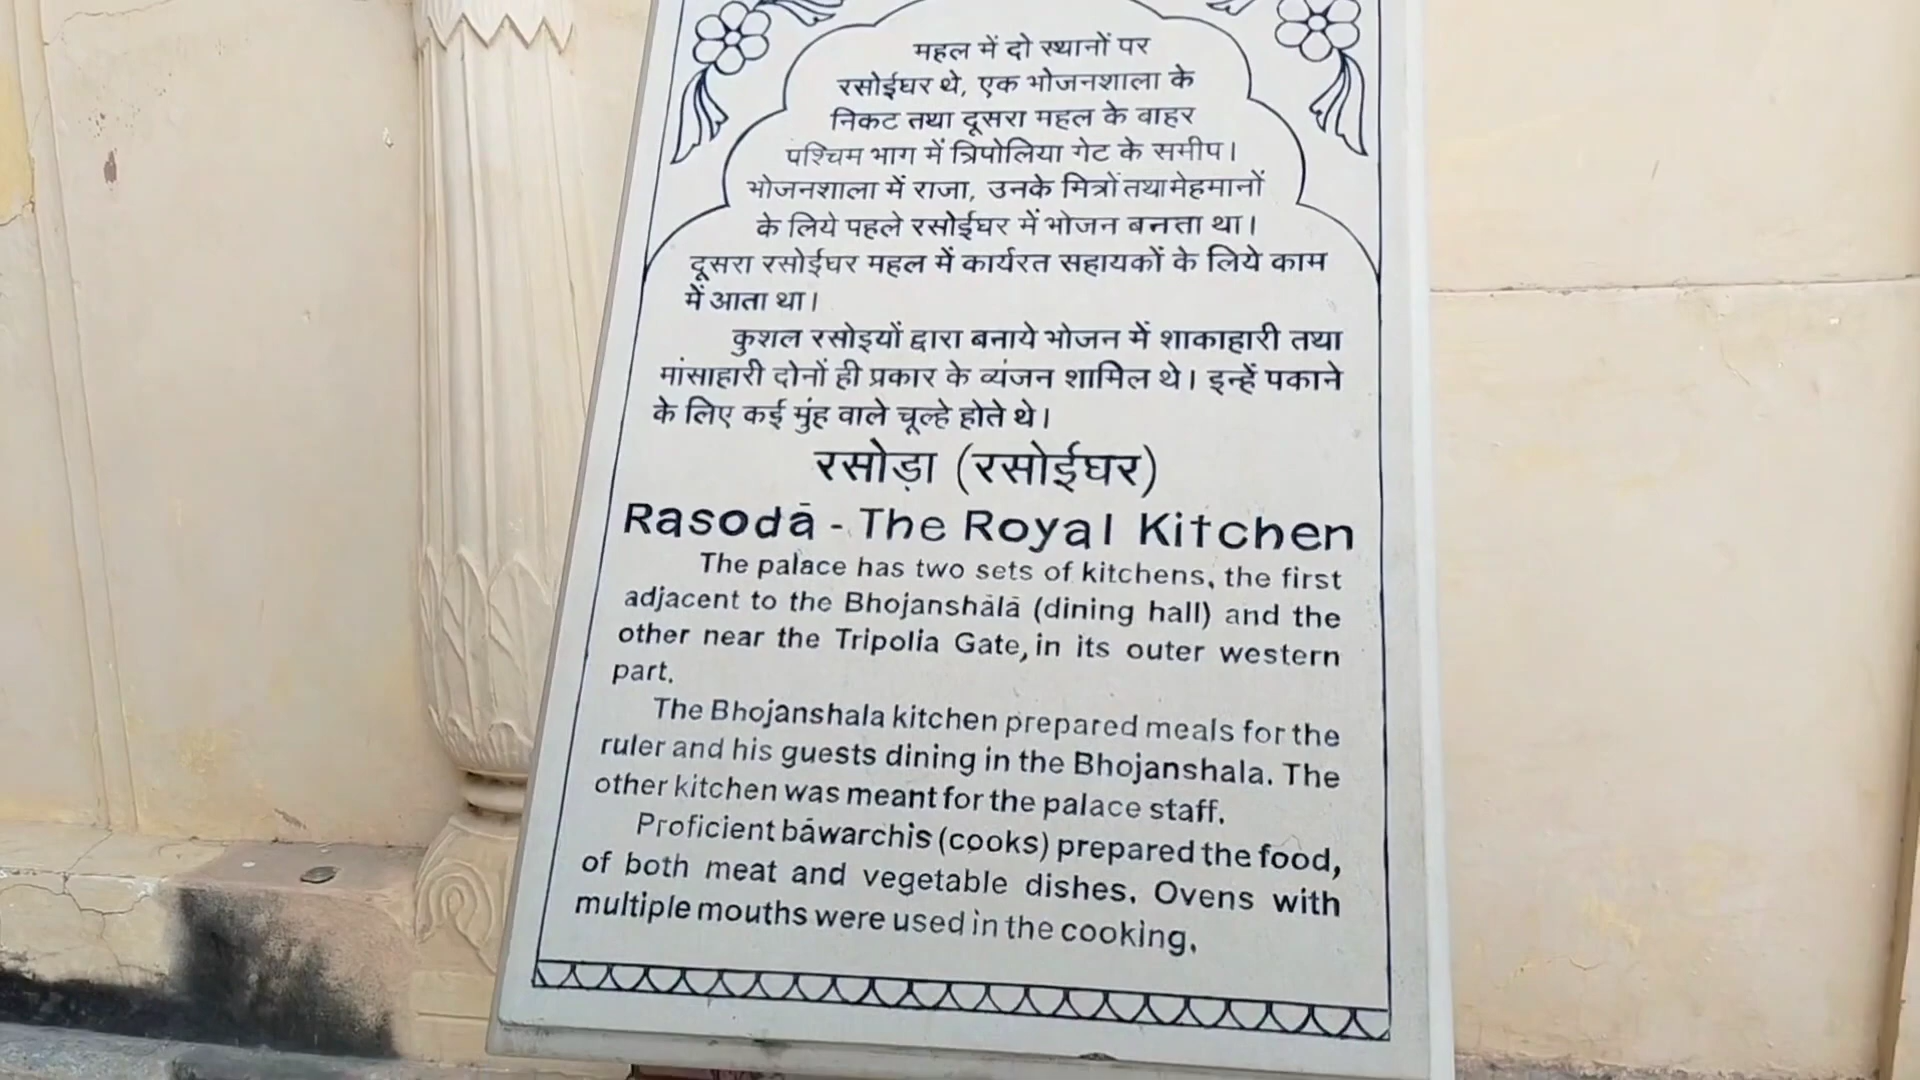 महल में दो स्थानों पर
रसोईघर थे, एक भोजनशाला के
निकट तथा दूसरा महल के बाहर
पश्चिम भाग में त्रिपोलिया गेट के समीप।
भोजनशाला में राजा, उनके मित्रों तथा मेहमानों
के लिये पहले रसोईघर में भोजन बनता था।
दूसरा रसोईघर महल में कार्यरत सहायकों के लिये काम
में आता था।
कुशल रसोइयों द्वारा बनाये भोजन में शाकाहारी तथा
मांसाहारी दोनों ही प्रकार के व्यंजन शामिल थे। इन्हें पकाने
के लिए कई मुंह वाले चूल्हे होते थे।
रसोड़ा (रसोईघर)
Rasodā - The Royal Kitchen
The palace has two sets of kitchens, the first
adjacent to the Bhojanshālā (dining hall) and the
other near the Tripolia Gate, in its outer western
part.
The Bhojanshala kitchen prepared meals for the
ruler and his guests dining in the Bhojanshala. The
other kitchen was meant for the palace staff.
Proficient bāwarchis (cooks) prepared the food,
of both meat and vegetable dishes. Ovens with
multiple mouths were used in the cooking.